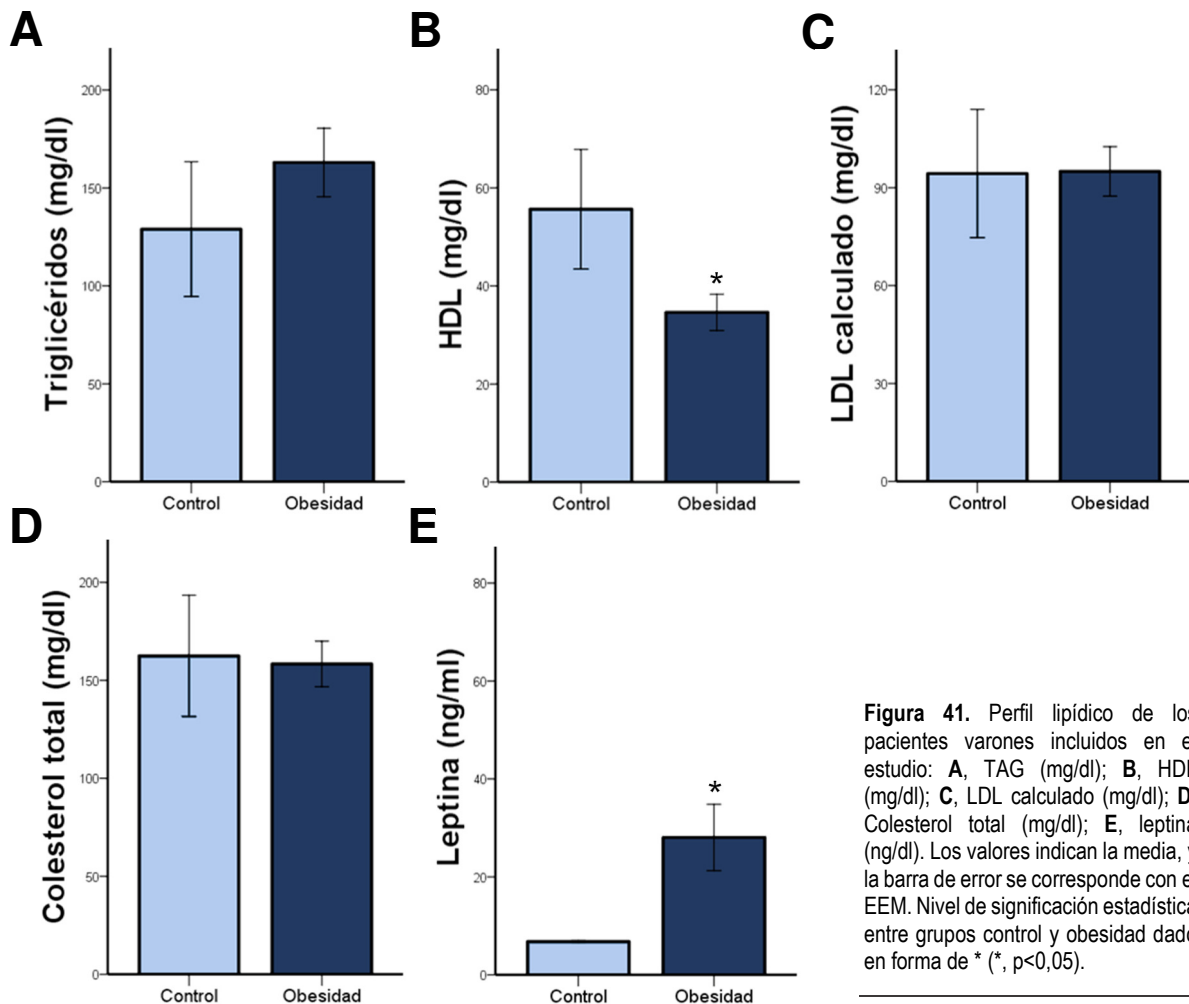 A
Triglicéridos (mg/dl)
200
150
100
50
0
Control Obesidad
B
HDL (mg/dl)
80
60
40
20
0
Control Obesidad
*
C
LDL calculado (mg/dl)
120
90
60
30
0
Control Obesidad
D
Colesterol total (mg/dl)
200
150
100
50
0
Control Obesidad
E
Leptina (ng/ml)
80
60
40
20
0
Control Obesidad
*
Figura 41. Perfil lipídico de los
pacientes varones incluidos en e
estudio: A, TAG (mg/dl); B, HDL
(mg/dl); C, LDL calculado (mg/dl); D
Colesterol total (mg/dl); E, leptina
(ng/dl). Los valores indican la media, y
la barra de error se corresponde con e
EEM. Nivel de significación estadística
entre grupos control y obesidad dado
en forma de * (*, p<0,05).